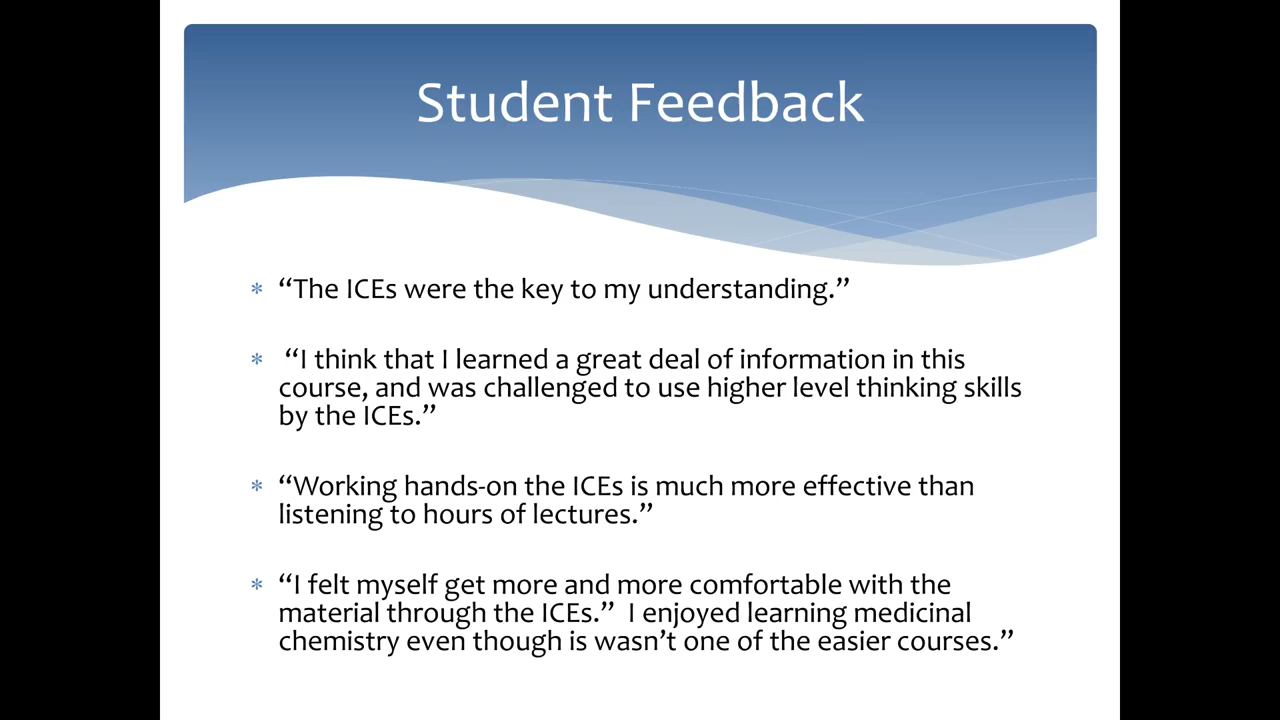 Student Feedback
* “The ICEs were the key to my understanding.”
* “I think that I learned a great deal of information in this
course, and was challenged to use higher level thinking skills
by the ICEs.”
* “Working hands-on the ICEs is much more effective than
listening to hours of lectures.”
* “I felt myself get more and more comfortable with the
material through the ICEs.” I enjoyed learning medicinal
chemistry even though is wasn’t one of the easier courses.”